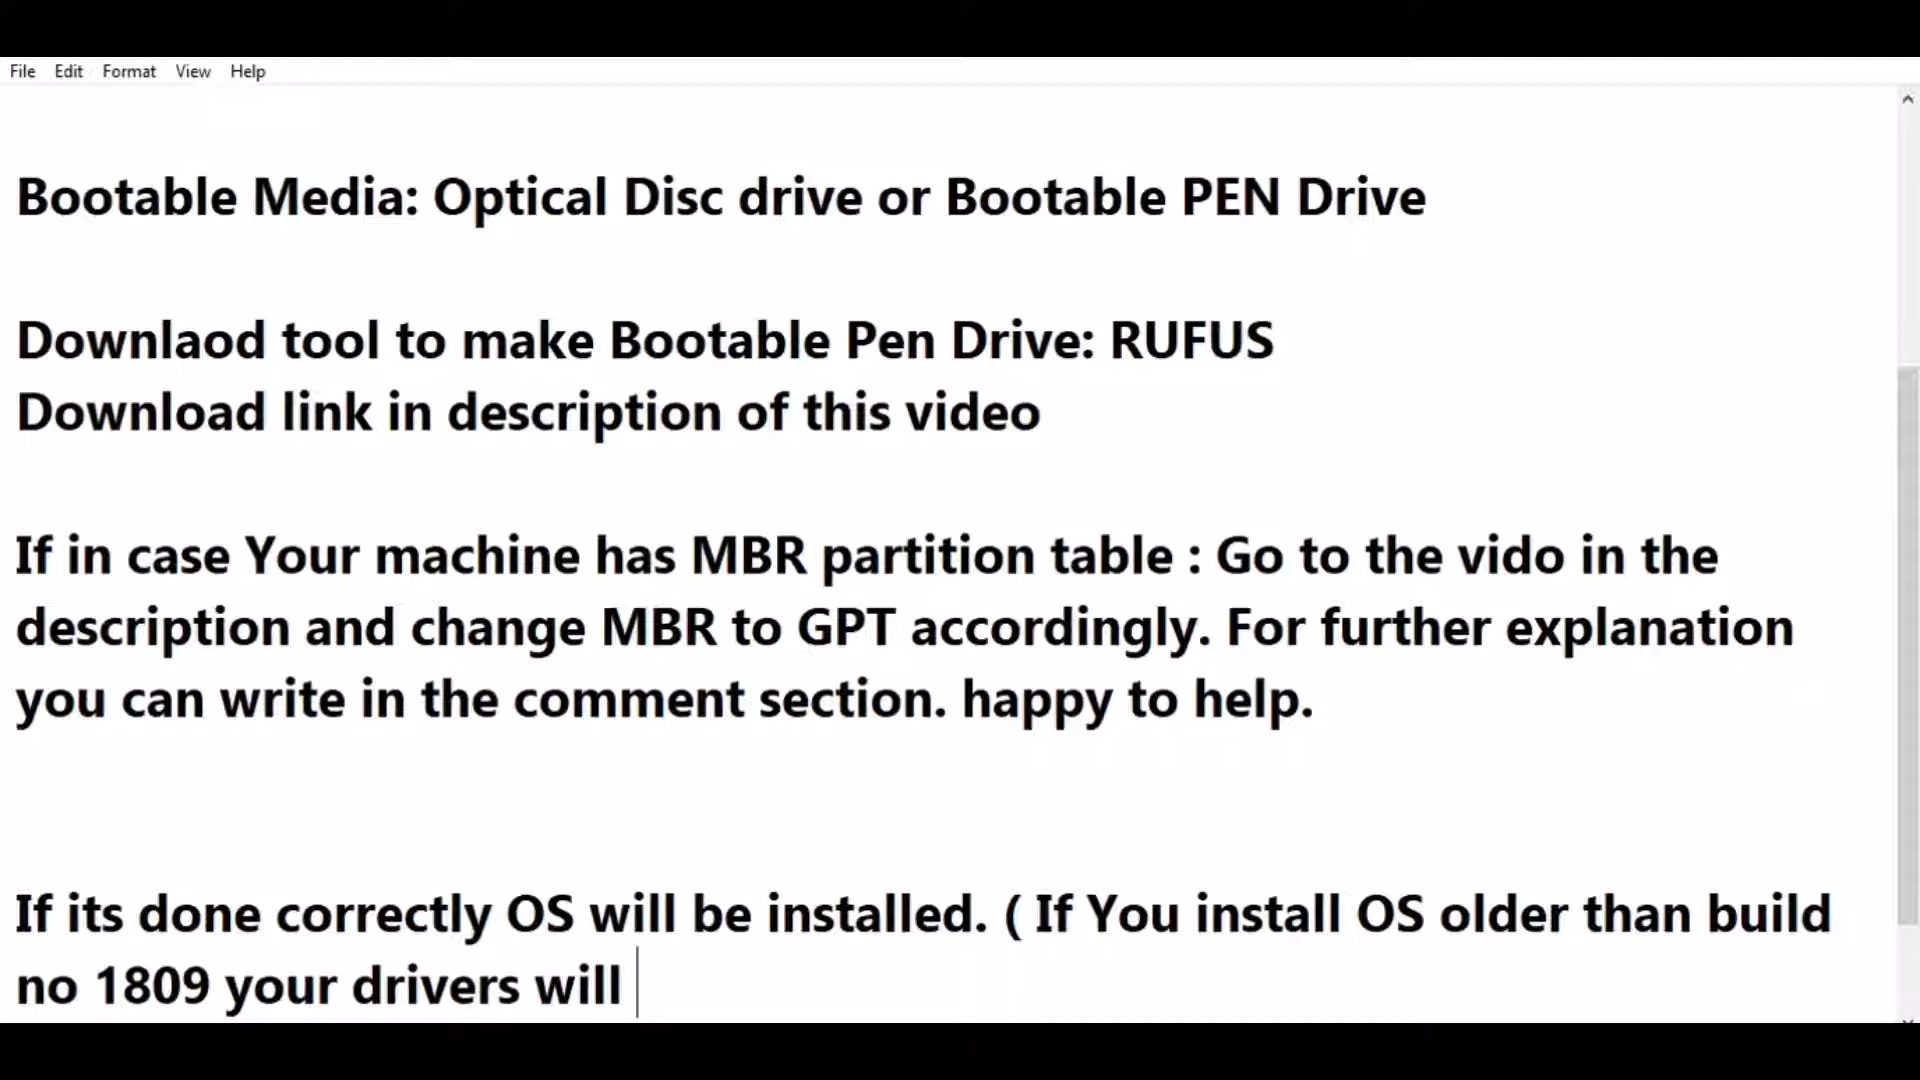 File Edit Format View Help
Bootable Media: Optical Disc drive or Bootable PEN Drive
Downlaod tool to make Bootable Pen Drive: RUFUS
Download link in description of this video
If in case Your machine has MBR partition table : Go to the vido in the
description and change MBR to GPT accordingly. For further explanation
you can write in the comment section. happy to help.
If its done correctly OS will be installed. ( If You install OS older than build
no 1809 your drivers will